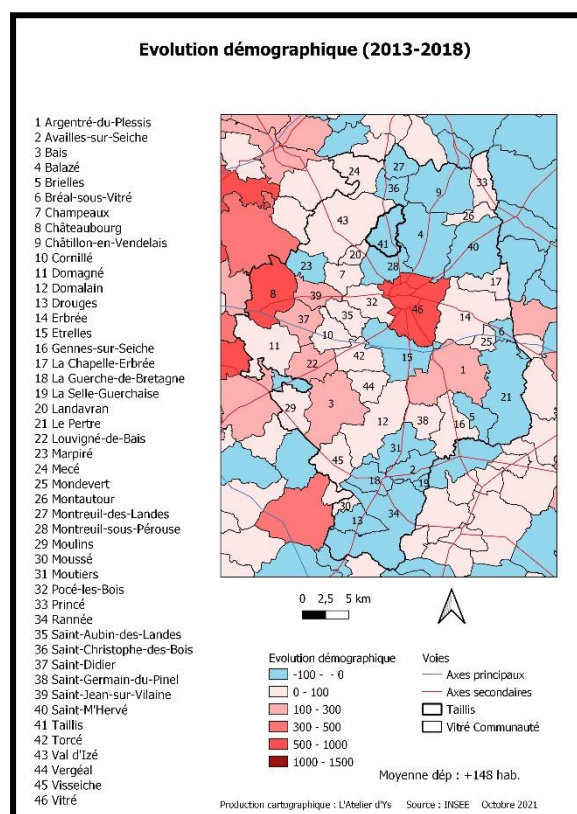 Evolution démographique (2013-2018)
1 Argentré-du-Plessis
2 Availles-sur-Seiche
3 Bais
4 Balazé
5 Brielles
6 Bréal-sous-Vitré
7 Champeaux
8 Châteaubourg
9 Châtillon-en-Vendelais
10 Cornillé
11 Domagné
12 Domalain
13 Drouges
14 Erbrée
15 Etrelles
16 Gennes-sur-Seiche
17 La Chapelle-Erbrée
18 La Guerche-de-Bretagne
19 La Selle-Guerchaise
20 Landavran
21 Le Pertre
22 Louvigné-de-Bais
23 Marpiré
24 Mecé
25 Mondevert
26 Montautour
27 Montreuil-des-Landes
28 Montreuil-sous-Pérouse
29 Moulins
30 Moussé
31 Moutiers
32 Pocé-les-Bois
33 Princé
34 Rannée
35 Saint-Aubin-des-Landes
36 Saint-Christophe-des-Bois
37 Saint-Didier
38 Saint-Germain-du-Pinel
39 Saint-Jean-sur-Vilaine
40 Saint-M'Hervé
41 Taillis
42 Torcé
43 Val d'Izé
44 Vergéal
45 Visseiche
46 Vitré
24
27
36
9
33
43
26
41
4
40
20
28
23
7
17
8
39
32
46
37
35
14
10
6
25
11
42
15
22
1
44
21
3
29
12
38
16
5
31
45
2
18
19
30
13
34
0 2,5 5 km
Evolution démographique
-100 - - 0
0 - 100
100 - 300
300 - 500
500 - 1000
1000 - 1500
Voies
Axes principaux
Axes secondaires
Taillis
Vitré Communauté
Moyenne dép : +148 hab.
Production cartographique : L'Atelier d'Ys Source : INSEE Octobre 2021